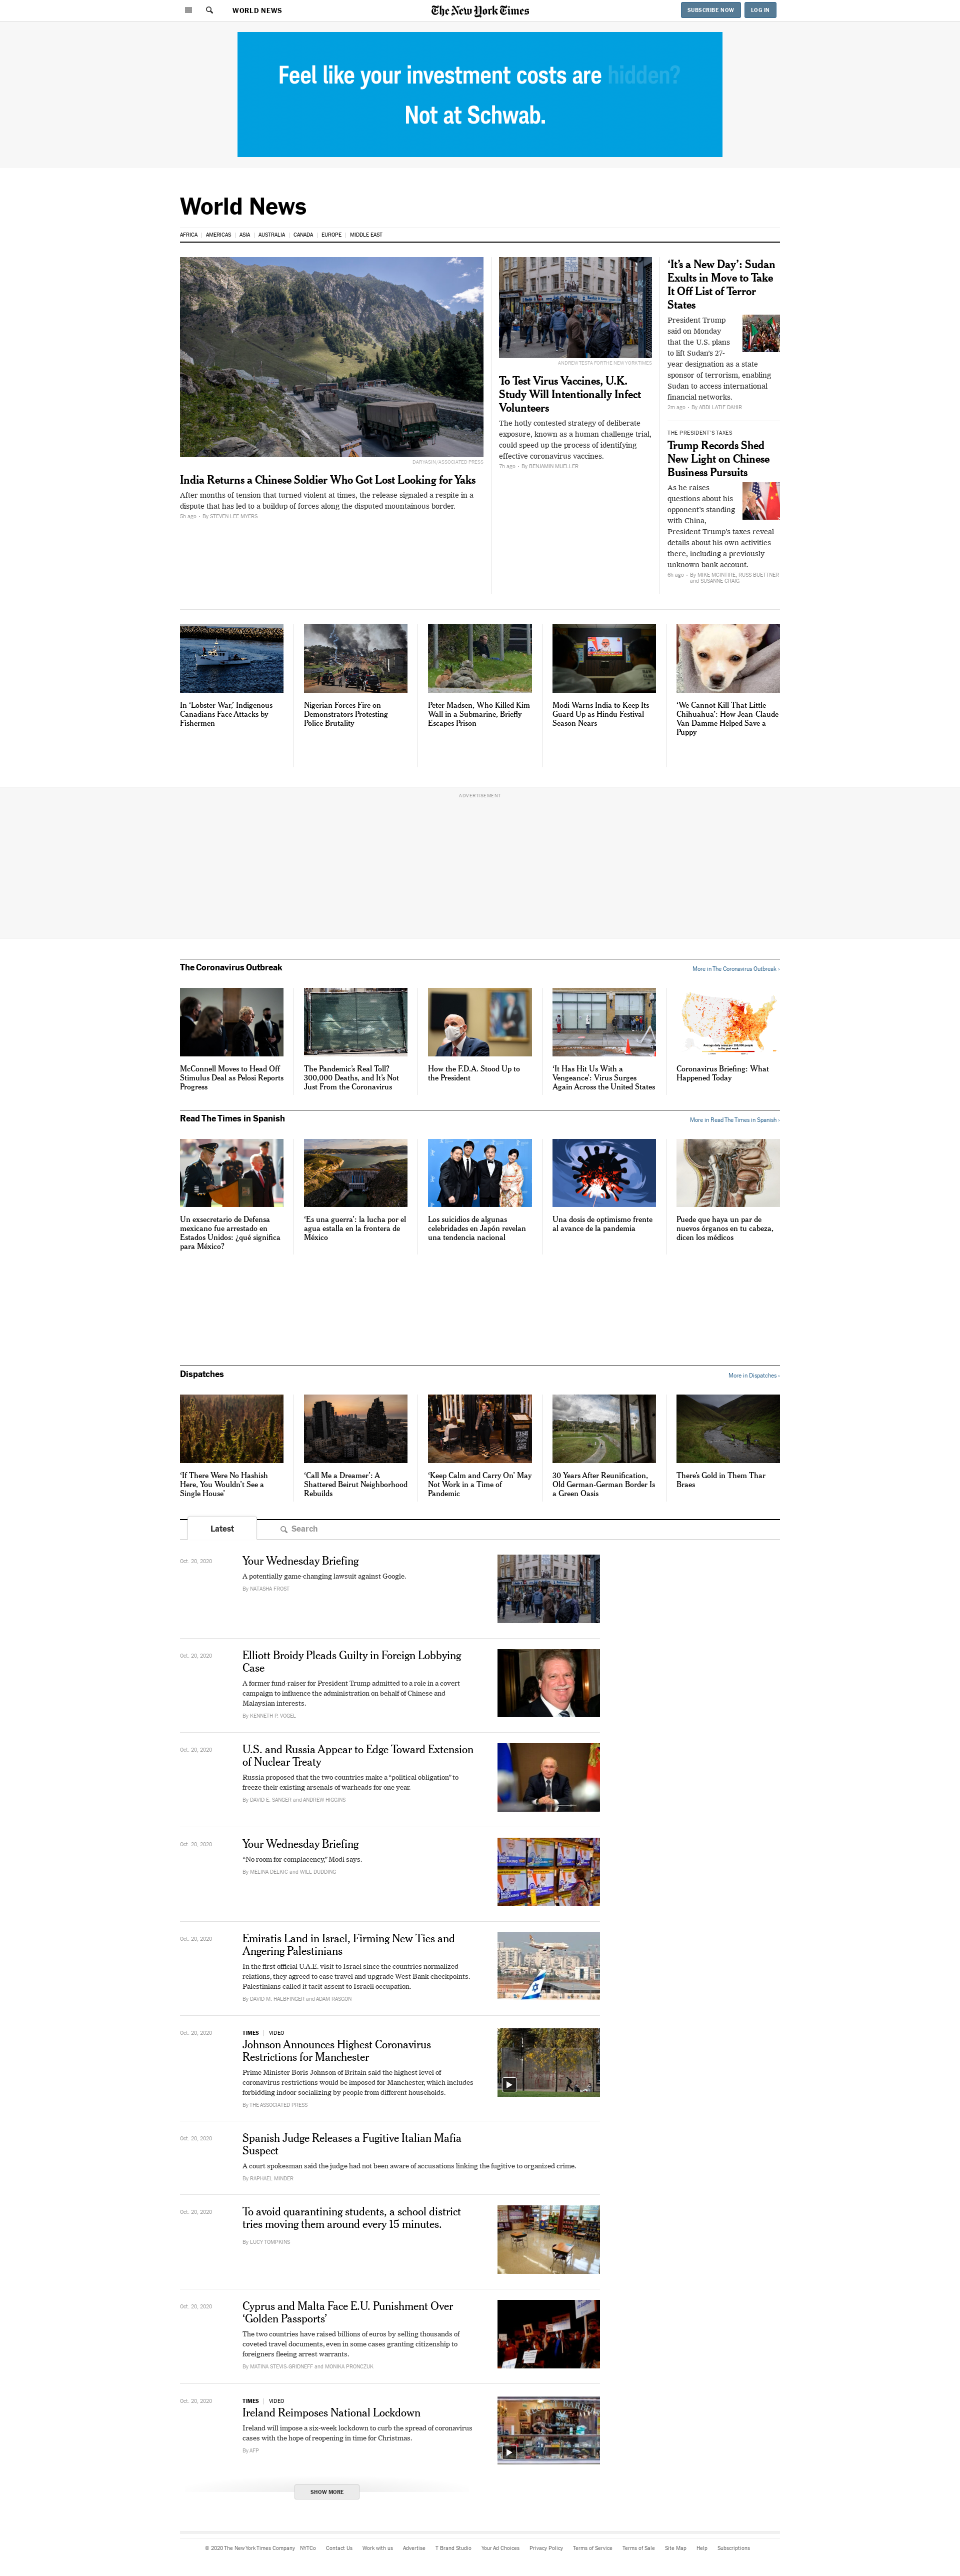 WORLD NEWS
The New York Times
SUBSCRIBE NOW
LOG IN
Feel like your investment costs are hidden?
Not at Schwab.
World News
AFRICA | AMERICAS | ASIA | AUSTRALIA | CANADA | EUROPE | MIDDLE EAST
DAR YASIN/ASSOCIATED PRESS
India Returns a Chinese Soldier Who Got Lost Looking for Yaks
After months of tension that turned violent at times, the release signaled a respite in a
dispute that has led to a buildup of forces along the disputed mountainous border.
5h ago - By STEVEN LEE MYERS
ANDREW TESTA FOR THE NEW YORK TIMES
To Test Virus Vaccines, U.K.
Study Will Intentionally Infect
Volunteers
The hotly contested strategy of deliberate
exposure, known as a human challenge trial,
could speed up the process of identifying
effective coronavirus vaccines.
7h ago - By BENJAMIN MUELLER
‘It’s a New Day’: Sudan
Exults in Move to Take
It Off List of Terror
States
President Trump
said on Monday
that the U.S. plans
to lift Sudan’s 27-
year designation as a state
sponsor of terrorism, enabling
Sudan to access international
financial networks.
2m ago - By ABDI LATIF DAHIR
THE PRESIDENT’S TAXES
Trump Records Shed
New Light on Chinese
Business Pursuits
As he raises
questions about his
opponent’s standing
with China,
President Trump’s taxes reveal
details about his own activities
there, including a previously
unknown bank account.
6h ago - By MIKE McINTIRE, RUSS BUETTNER
and SUSANNE CRAIG
In ‘Lobster War,’ Indigenous
Canadians Face Attacks by
Fishermen
Nigerian Forces Fire on
Demonstrators Protesting
Police Brutality
Peter Madsen, Who Killed Kim
Wall in a Submarine, Briefly
Escapes Prison
Modi Warns India to Keep Its
Guard Up as Hindu Festival
Season Nears
‘We Cannot Kill That Little
Chihuahua’: How Jean-Claude
Van Damme Helped Save a
Puppy
ADVERTISEMENT
The Coronavirus Outbreak
More in The Coronavirus Outbreak ›
McConnell Moves to Head Off
Stimulus Deal as Pelosi Reports
Progress
The Pandemic’s Real Toll?
300,000 Deaths, and It’s Not
Just From the Coronavirus
How the F.D.A. Stood Up to
the President
‘It Has Hit Us With a
Vengeance’: Virus Surges
Again Across the United States
Coronavirus Briefing: What
Happened Today
Read The Times in Spanish
More in Read The Times in Spanish ›
Un exsecretario de Defensa
mexicano fue arrestado en
Estados Unidos: ¿qué significa
para México?
‘Es una guerra’: la lucha por el
agua estalla en la frontera de
México
Los suicidios de algunas
celebridades en Japón revelan
una tendencia nacional
Una dosis de optimismo frente
al avance de la pandemia
Puede que haya un par de
nuevos órganos en tu cabeza,
dicen los médicos
Dispatches
More in Dispatches ›
‘If There Were No Hashish
Here, You Wouldn’t See a
Single House’
‘Call Me a Dreamer’: A
Shattered Beirut Neighborhood
Rebuilds
‘Keep Calm and Carry On’ May
Not Work in a Time of
Pandemic
30 Years After Reunification,
Old German-German Border Is
a Green Oasis
There’s Gold in Them Thar
Braes
Latest
Search
Oct. 20, 2020
Your Wednesday Briefing
A potentially game-changing lawsuit against Google.
By NATASHA FROST
Oct. 20, 2020
Elliott Broidy Pleads Guilty in Foreign Lobbying
Case
A former fund-raiser for President Trump admitted to a role in a covert
campaign to influence the administration on behalf of Chinese and
Malaysian interests.
By KENNETH P. VOGEL
Oct. 20, 2020
U.S. and Russia Appear to Edge Toward Extension
of Nuclear Treaty
Russia proposed that the two countries make a “political obligation” to
freeze their existing arsenals of warheads for one year.
By DAVID E. SANGER and ANDREW HIGGINS
Oct. 20, 2020
Your Wednesday Briefing
“No room for complacency,” Modi says.
By MELINA DELKIC and WILL DUDDING
Oct. 20, 2020
Emiratis Land in Israel, Firming New Ties and
Angering Palestinians
In the first official U.A.E. visit to Israel since the countries normalized
relations, they agreed to ease travel and upgrade West Bank checkpoints.
Palestinians called it tacit assent to Israeli occupation.
By DAVID M. HALBFINGER and ADAM RASGON
Oct. 20, 2020
TIMES | VIDEO
Johnson Announces Highest Coronavirus
Restrictions for Manchester
Prime Minister Boris Johnson of Britain said the highest level of
coronavirus restrictions would be imposed for Manchester, which includes
forbidding indoor socializing by people from different households.
By THE ASSOCIATED PRESS
Oct. 20, 2020
Spanish Judge Releases a Fugitive Italian Mafia
Suspect
A court spokesman said the judge had not been aware of accusations linking the fugitive to organized crime.
By RAPHAEL MINDER
Oct. 20, 2020
To avoid quarantining students, a school district
tries moving them around every 15 minutes.
By LUCY TOMPKINS
Oct. 20, 2020
Cyprus and Malta Face E.U. Punishment Over
‘Golden Passports’
The two countries have raised billions of euros by selling thousands of
coveted travel documents, even in some cases granting citizenship to
foreigners fleeing arrest warrants.
By MATINA STEVIS-GRIDNEFF and MONIKA PRONCZUK
Oct. 20, 2020
TIMES | VIDEO
Ireland Reimposes National Lockdown
Ireland will impose a six-week lockdown to curb the spread of coronavirus
cases with the hope of reopening in time for Christmas.
By AFP
SHOW MORE
© 2020 The New York Times Company NYTCo Contact Us Work with us Advertise T Brand Studio Your Ad Choices Privacy Policy Terms of Service Terms of Sale Site Map Help Subscriptions